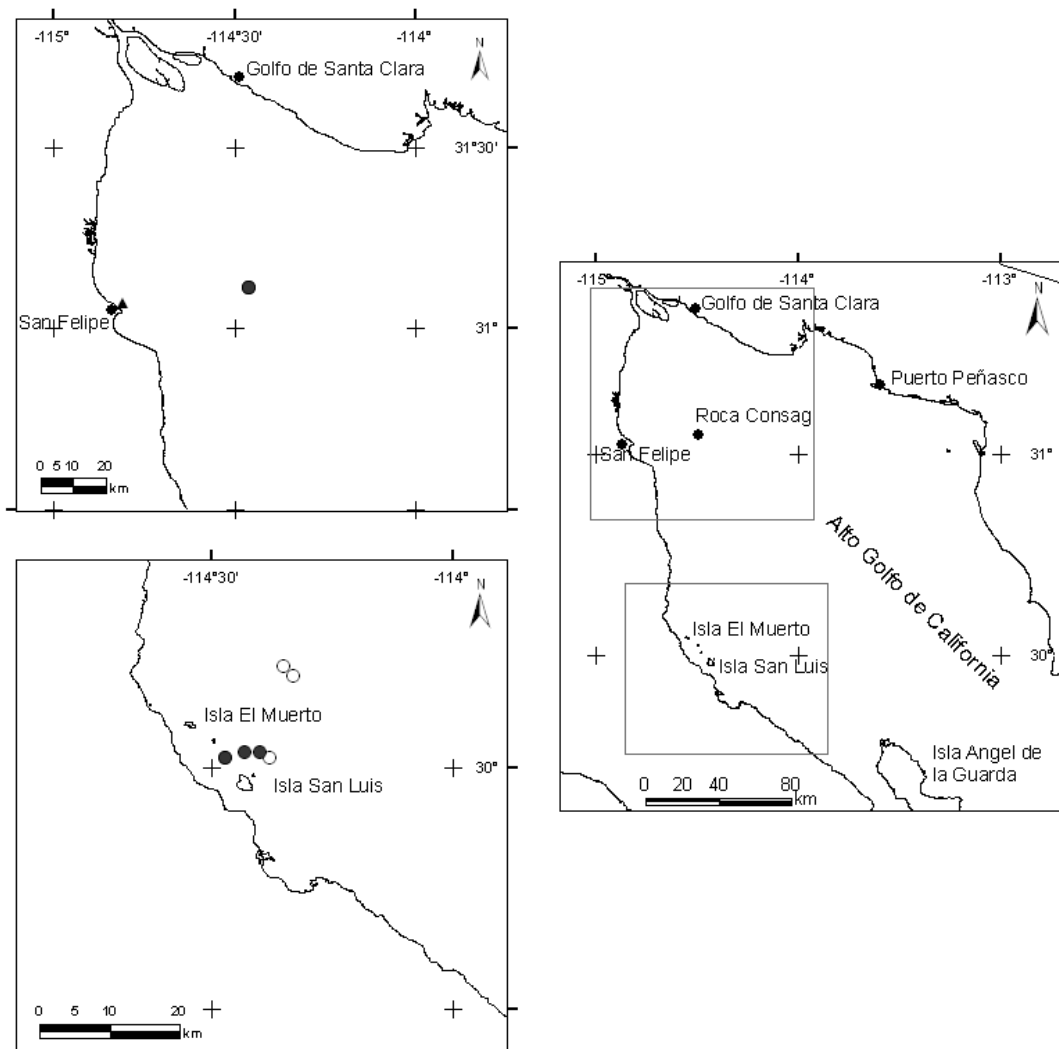 -115° -114°30' -114°
N
Golfo de Santa Clara
31°30'
San Felipe
31°
0 5 10 20
km
-114°30' -114°
N
Isla El Muerto
30°
Isla San Luis
0 5 10 20
km
-115° -114° -113°
N
Golfo de Santa Clara
Puerto Peñasco
Roca Consag
San Felipe
31°
Alto Golfo de California
Isla El Muerto
30°
Isla San Luis
Isla Angel de
la Guarda
0 40 80
km